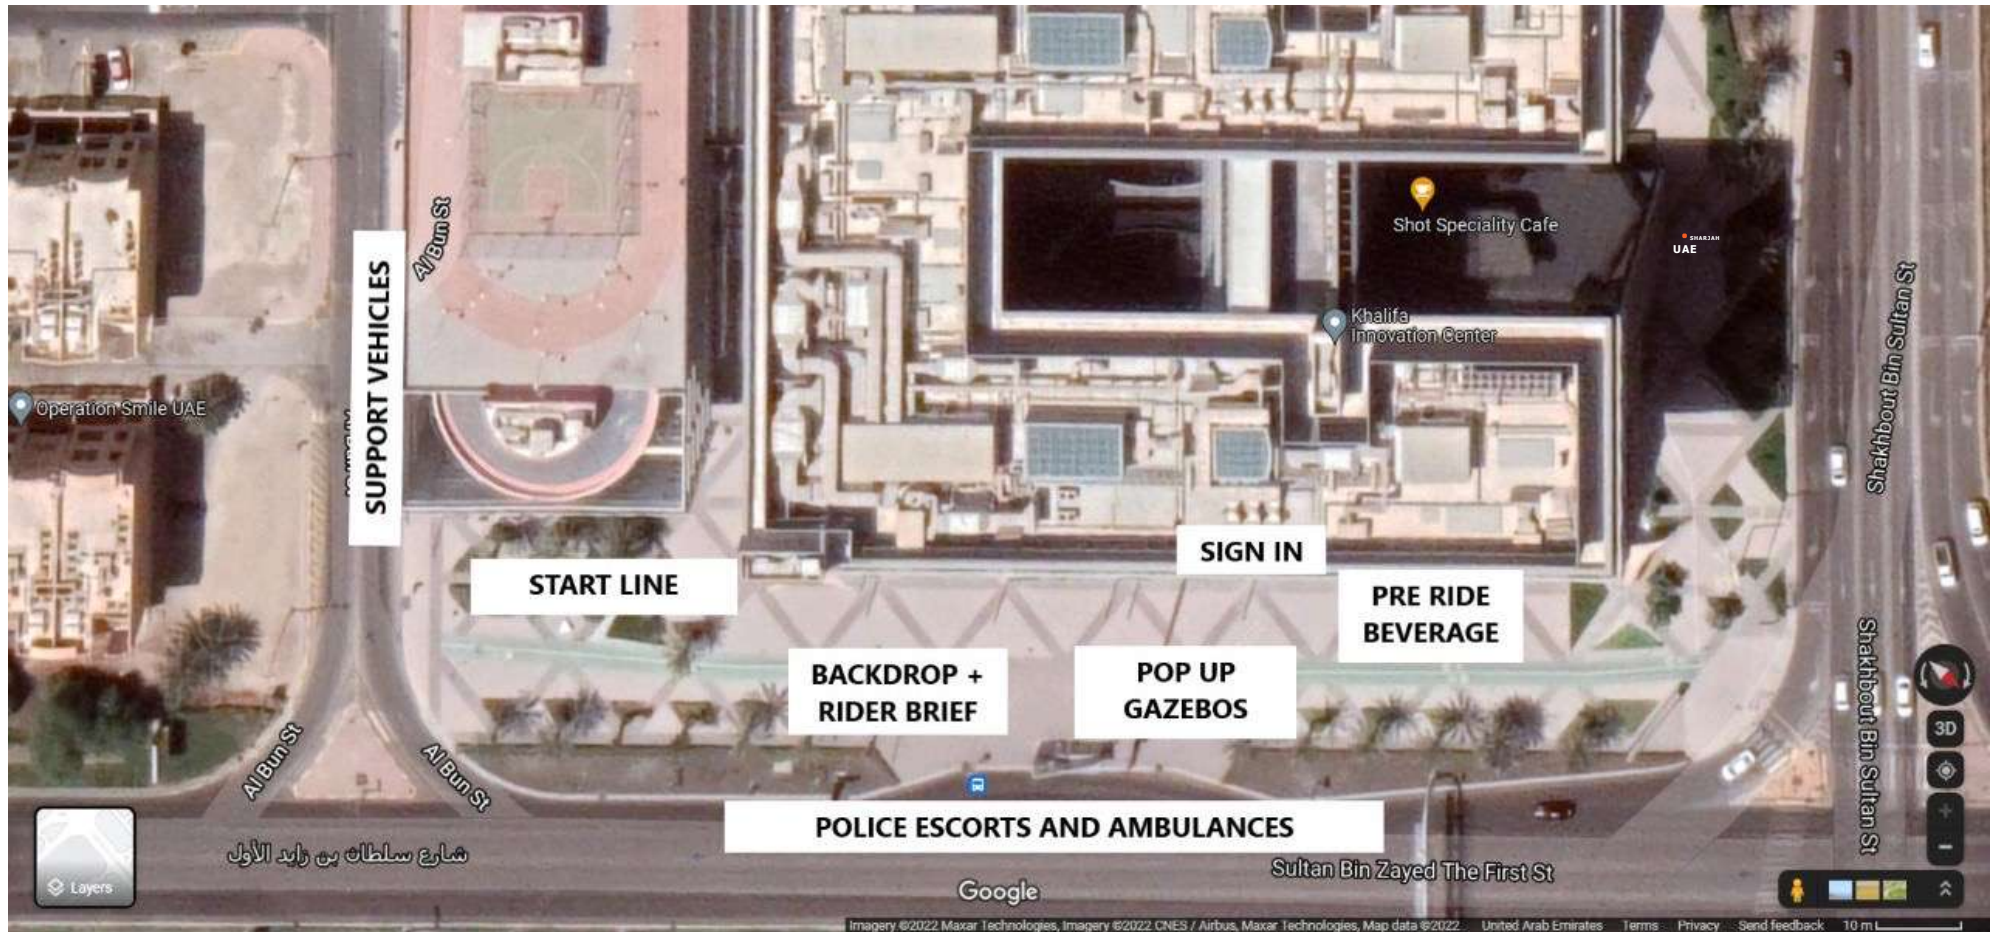 Al Bun St
Shot Speciality Cafe
SHARJAH
UAE
Khalifa
Innovation Center
Shakhbout Bin Sultan St
Operation Smile UAE
SUPPORT VEHICLES
SIGN IN
START LINE
PRE RIDE
BEVERAGE
BACKDROP +
RIDER BRIEF
POP UP
GAZEBOS
Shakhbout Bin Sultan St
3D
Al Bun St
Al Bun St
POLICE ESCORTS AND AMBULANCES
شارع سلطان بن زايد الأول
Sultan Bin Zayed The First St
Layers
Google
Imagery ©2022 Maxar Technologies, Imagery ©2022 CNES / Airbus, Maxar Technologies, Map data ©2022 United Arab Emirates Terms Privacy Send feedback 10 m